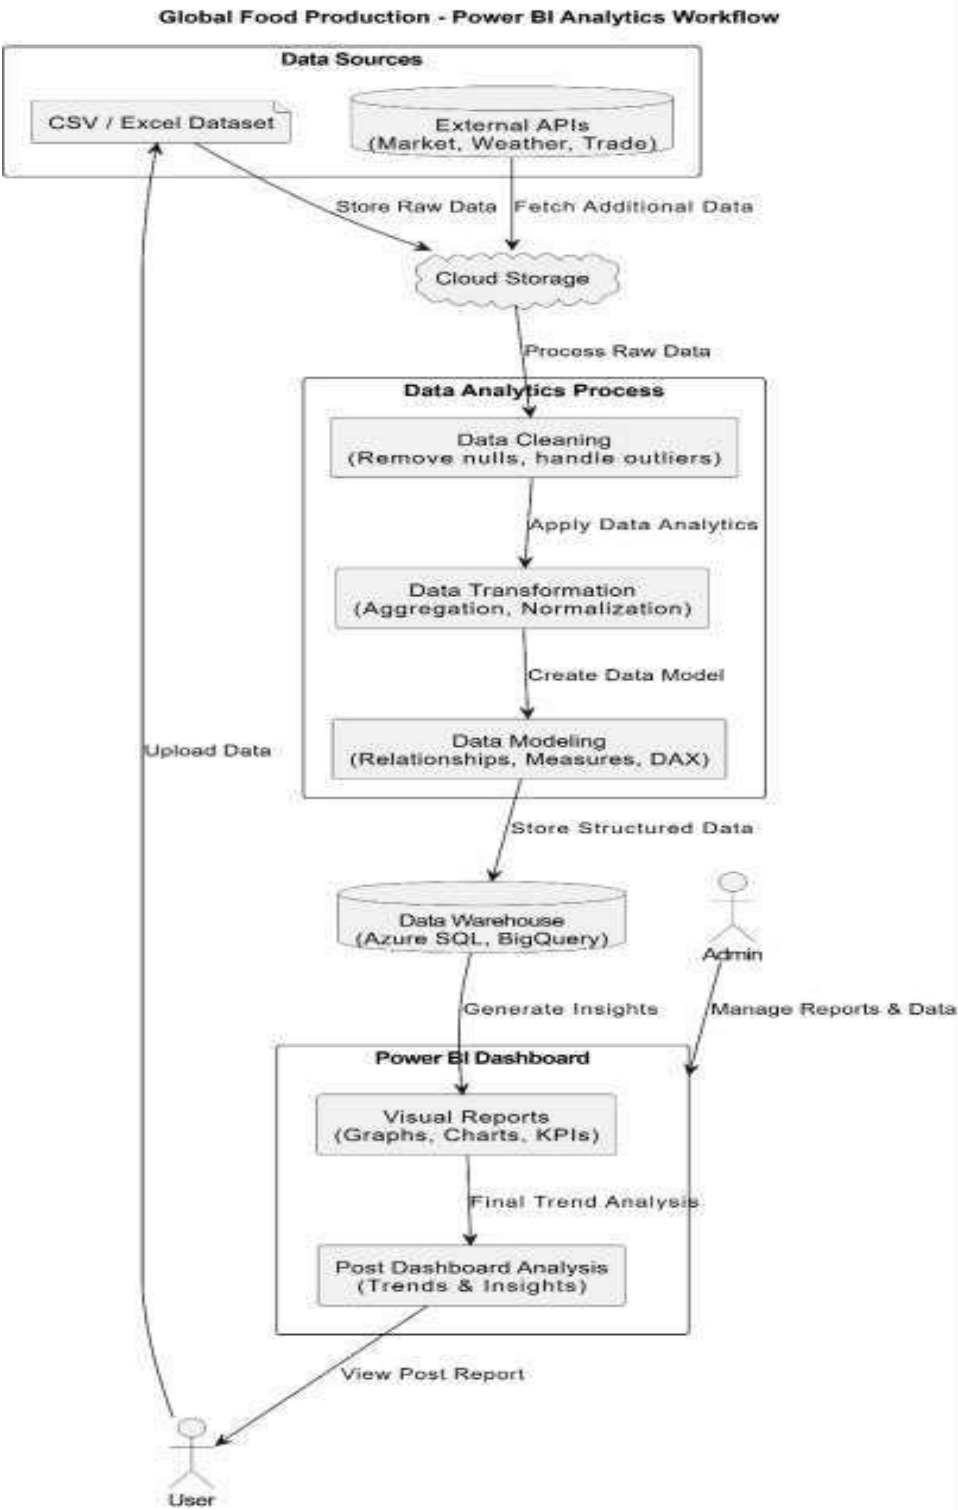 Global Food Production - Power BI Analytics Workflow
Data Sources
CSV / Excel Dataset
External APIs
(Market, Weather, Trade)
Store Raw Data
Fetch Additional Data
Cloud Storage
Process Raw Data
Data Analytics Process
Data Cleaning
(Remove nulls, handle outliers)
Apply Data Analytics
Data Transformation
(Aggregation, Normalization)
Create Data Model
Data Modeling
(Relationships, Measures, DAX)
Upload Data
Store Structured Data
Data Warehouse
(Azure SQL, BigQuery)
Admin
Generate Insights
Manage Reports & Data
Power BI Dashboard
Visual Reports
(Graphs, Charts, KPIs)
Final Trend Analysis
Post Dashboard Analysis
(Trends & Insights)
View Post Report
User